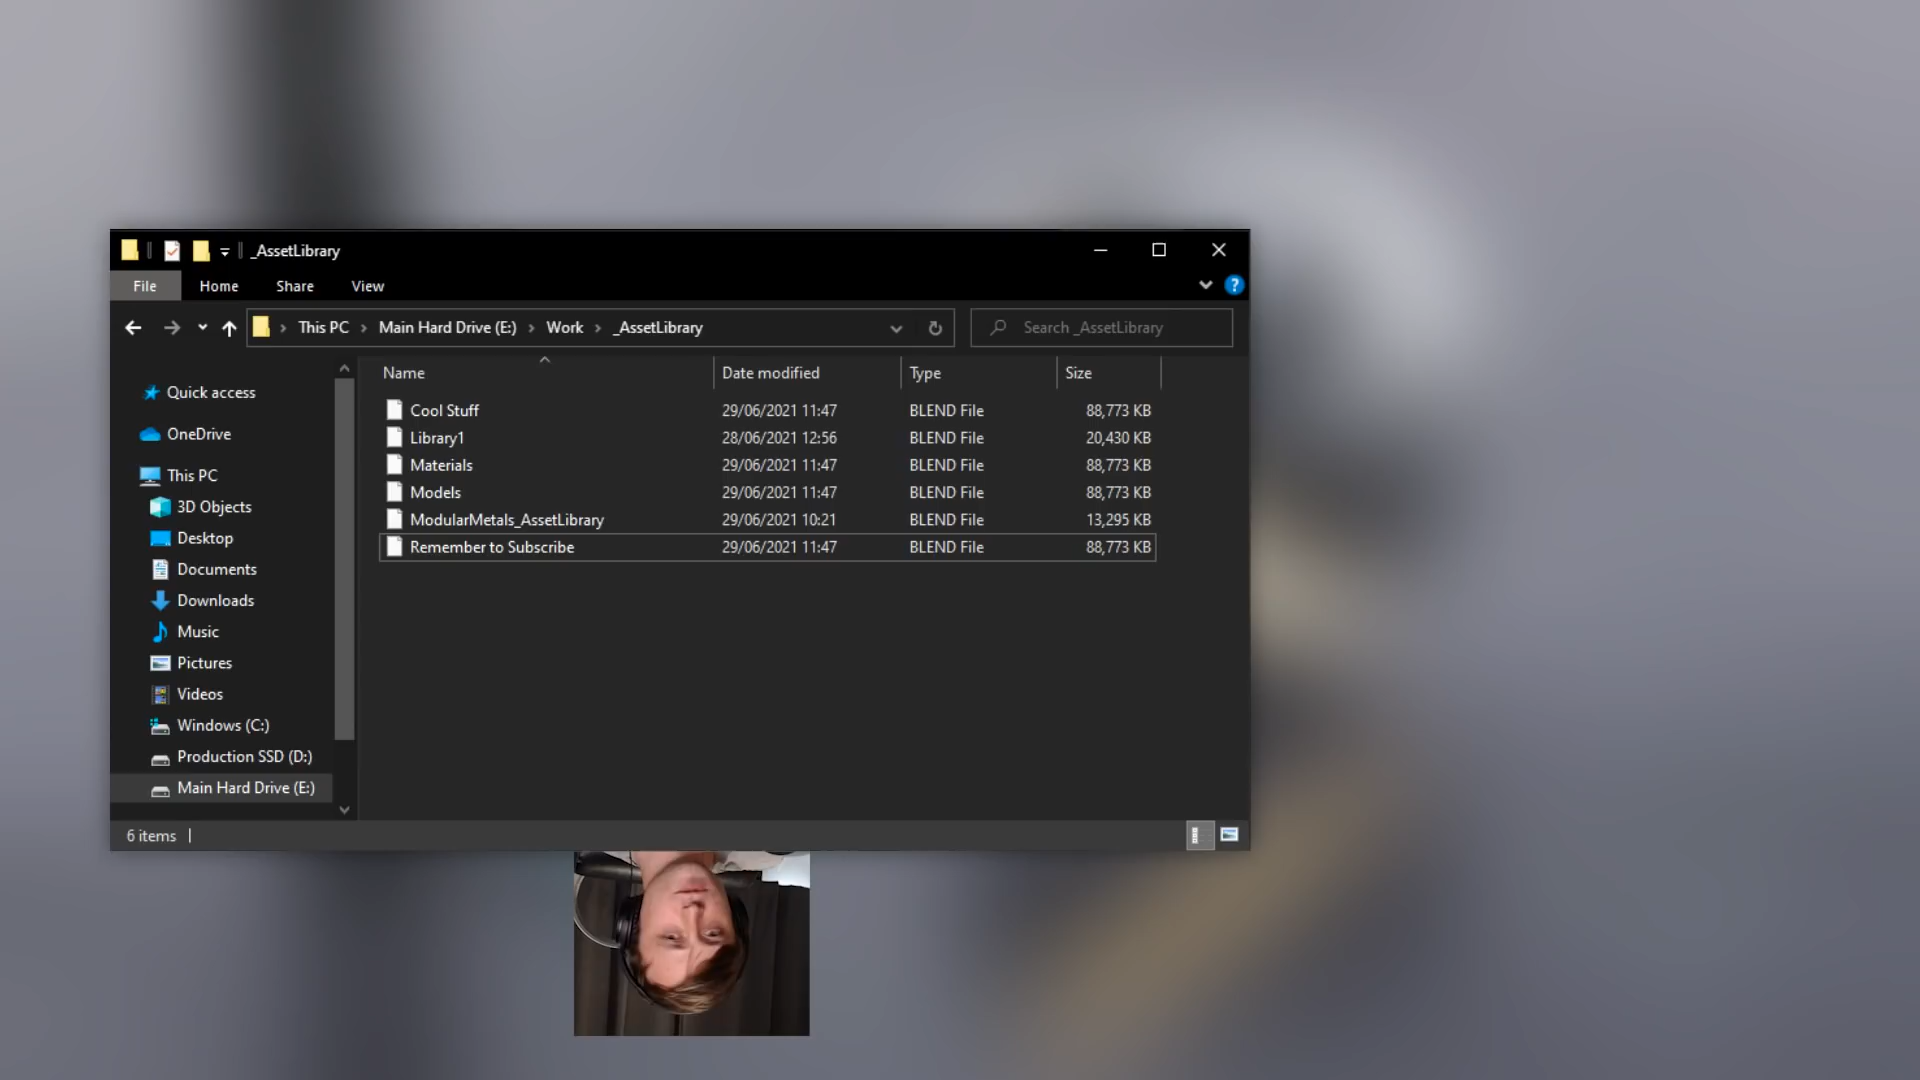 _AssetLibrary
File Home Share View
This PC Main Hard Drive (E:) Work _AssetLibrary Search _AssetLibrary
Name Date modified Type Size
Quick access
OneDrive
This PC
3D Objects
Desktop
Documents
Downloads
Music
Pictures
Videos
Windows (C:)
Production SSD (D:)
Main Hard Drive (E:)
Cool Stuff 29/06/2021 11:47 BLEND File 88,773 KB
Library1 28/06/2021 12:56 BLEND File 20,430 KB
Materials 29/06/2021 11:47 BLEND File 88,773 KB
Models 29/06/2021 11:47 BLEND File 88,773 KB
ModularMetals_AssetLibrary 29/06/2021 10:21 BLEND File 13,295 KB
Remember to Subscribe 29/06/2021 11:47 BLEND File 88,773 KB
6 items